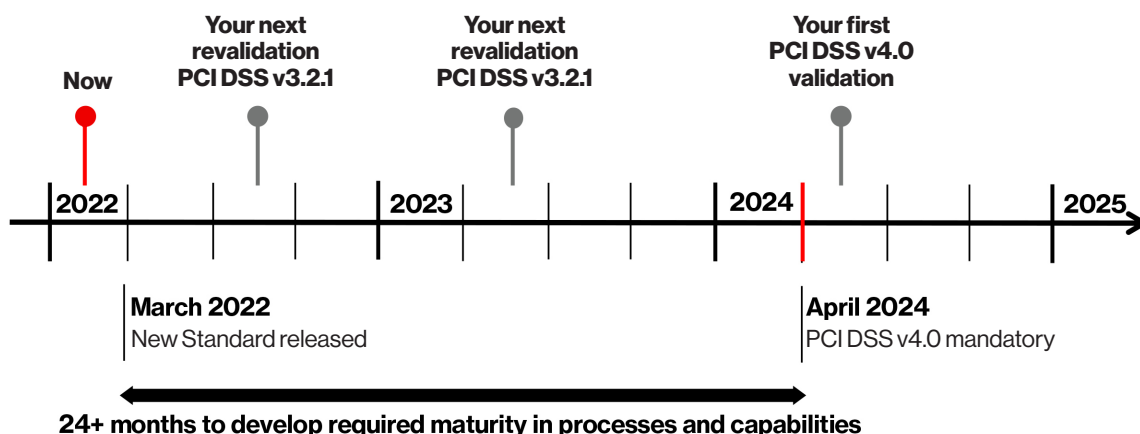 Now
Your next
revalidation
PCI DSS v3.2.1
Your next
revalidation
PCI DSS v3.2.1
Your first
PCI DSS v4.0
validation
2022
2023
2024
2025
March 2022
New Standard released
April 2024
PCI DSS v4.0 mandatory
24+ months to develop required maturity in processes and capabilities